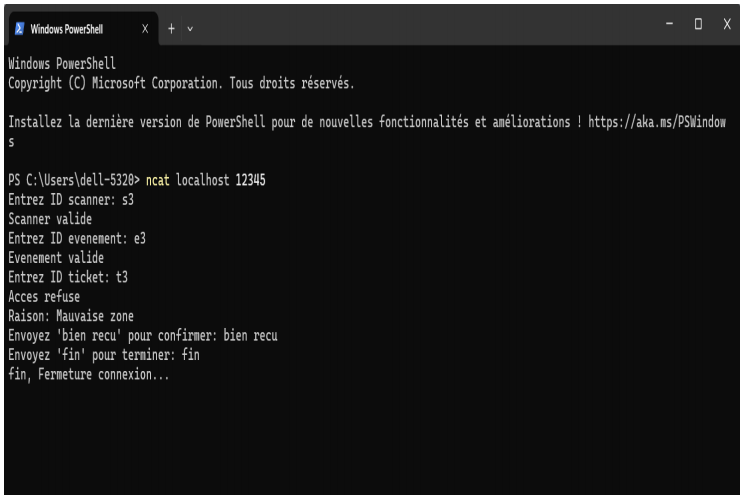 Windows PowerShell
Windows PowerShell
Copyright (C) Microsoft Corporation. Tous droits réservés.
Installez la dernière version de PowerShell pour de nouvelles fonctionnalités et améliorations ! https://aka.ms/PSWindow
s
PS C:\Users\dell-5320> ncat localhost 12345
Entrez ID scanner: s3
Scanner valide
Entrez ID evenement: e3
Evenement valide
Entrez ID ticket: t3
Acces refuse
Raison: Mauvaise zone
Envoyez 'bien recu' pour confirmer: bien recu
Envoyez 'fin' pour terminer: fin
fin, Fermeture connexion...